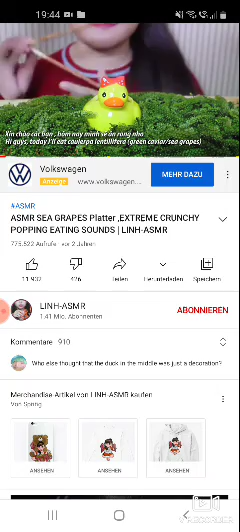 19:44
Xin chào các bạn, hôm nay mình sẽ ăn rong nho
Hi guys, today I'll eat caulerpa lentillifera (green caviar/sea grapes)
Volkswagen
Anzeige www.volkswagen...
MEHR DAZU
#ASMR
ASMR SEA GRAPES Platter ,EXTREME CRUNCHY
POPPING EATING SOUNDS | LINH-ASMR
775.522 Aufrufe vor 2 Jahren
11.932 426 Teilen Herunterladen Speichern
LINH-ASMR
1.41 Mio. Abonnenten
ABONNIEREN
Kommentare 910
Who else thought that the duck in the middle was just a decoration?
Merchandise-Artikel von LINH-ASMR kaufen
Von Spring
ANSEHEN ANSEHEN ANSEHEN